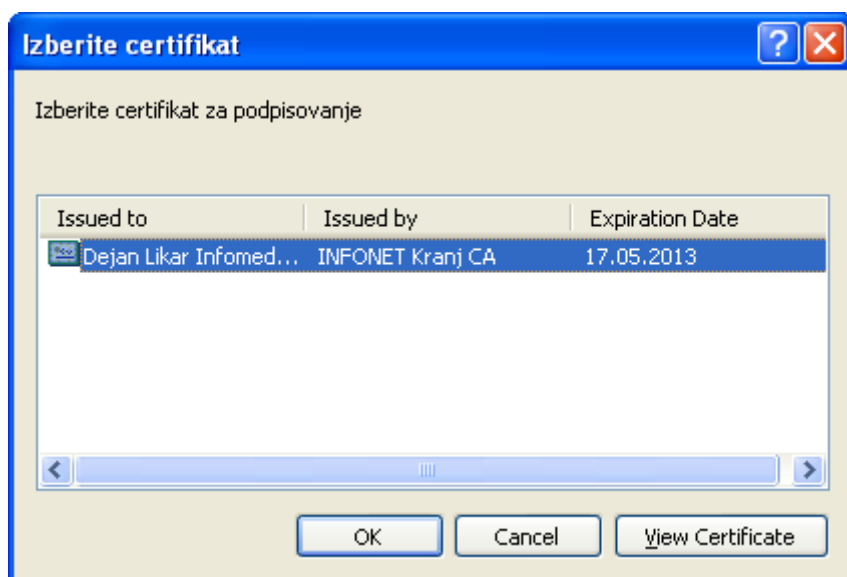 Izberite certifikat
Izberite certifikat za podpisovanje
Issued to Issued by Expiration Date
Dejan Likar Infomed... INFONET Kranj CA 17.05.2013
OK Cancel View Certificate